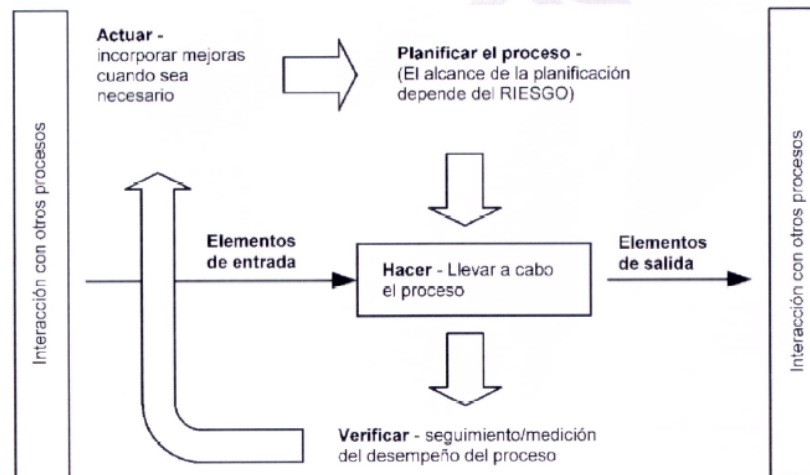 Actuar -
incorporar mejoras
cuando sea
necesario
Planificar el proceso -
(El alcance de la planificación
depende del RIESGO)
Interacción con otros procesos
Elementos
de entrada
Hacer - Llevar a cabo
el proceso
Elementos
de salida
Interacción con otros procesos
Verificar - seguimiento/medición
del desempeño del proceso